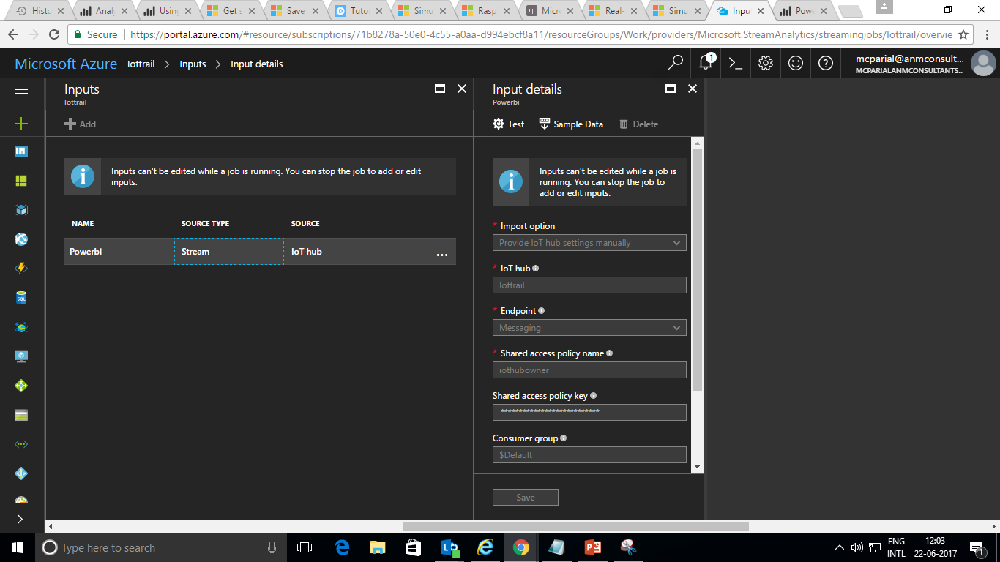 Histo
Analy
Using
Get s
Save
Tuto
Simu
Rasp
Micro
Real-
Simu
Inpu
Powe
Secure
https://portal.azure.com/#resource/subscriptions/71b8278a-50e0-4c55-a0aa-d994ebcf8a11/resourceGroups/Work/providers/Microsoft.StreamAnalytics/streamingjobs/Iottrail/overvie
Microsoft Azure Iottrail > Inputs > Input details
1
mcparial@anmconsult...
MCPARIALANMCONSULTANTS...
Inputs
Iottrail
Add
Inputs can't be edited while a job is running. You can stop the job to add or edit
inputs.
NAME SOURCE TYPE SOURCE
Powerbi Stream IoT hub ...
Input details
Powerbi
Test Sample Data Delete
Inputs can't be edited while a job is
running. You can stop the job to
add or edit inputs.
* Import option
Provide IoT hub settings manually
* IoT hub
Iottrail
* Endpoint
Messaging
* Shared access policy name
iothubowner
Shared access policy key
***************************
Consumer group
$Default
Save
SQL
Type here to search
ENG
INTL
12:03
22-06-2017
1